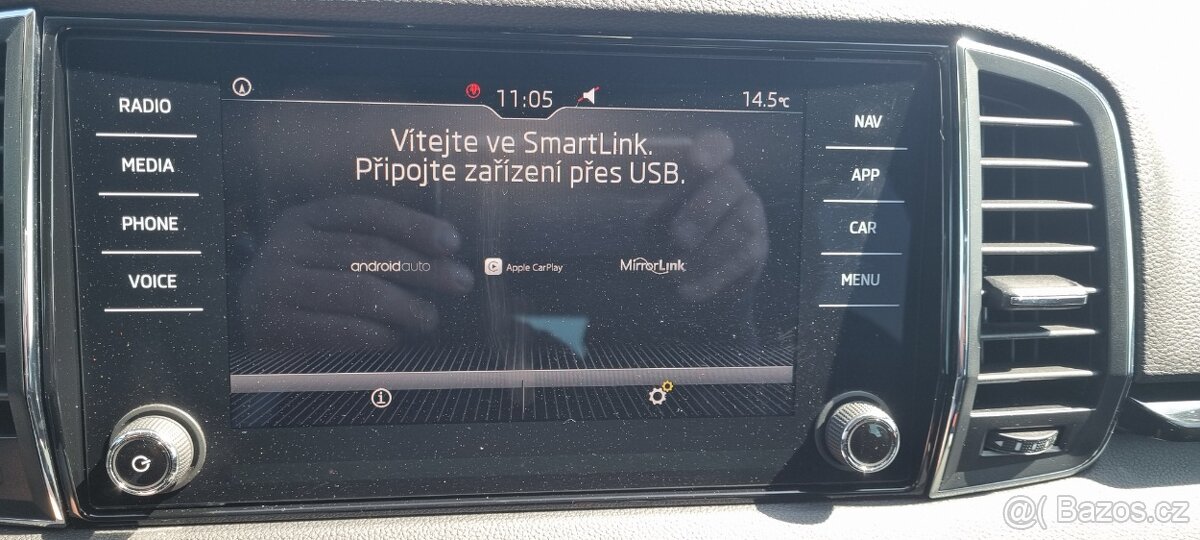 RADIO
MEDIA
PHONE
VOICE
11:05
14.5°C
Vítejte ve SmartLink.
Připojte zařízení přes USB.
androidauto
Apple CarPlay
MirrorLink
NAV
APP
CAR
MENU
@Bazos.cz